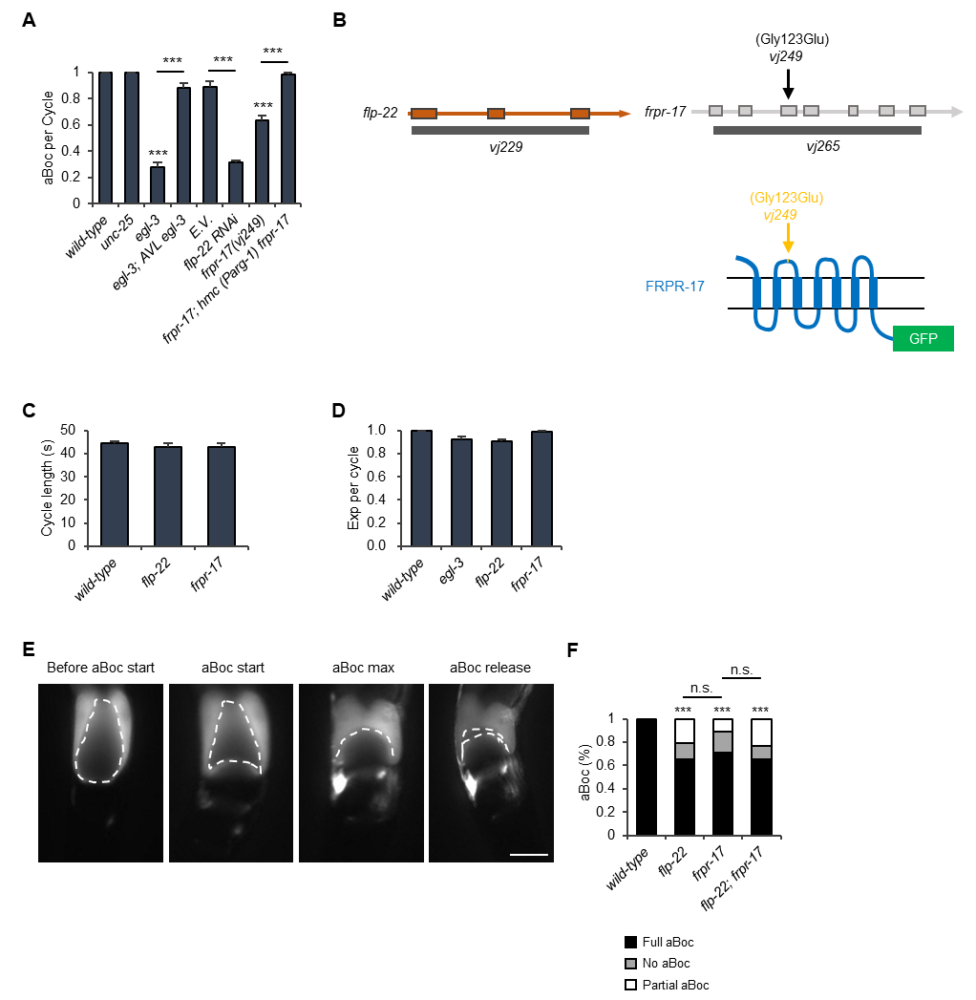 A
aBoc per Cycle
1
0.8
0.6
0.4
0.2
0
***
***
***
***
***
wild-type
unc-25
egl-3
egl-3; AVL egl-3
E.V.
flp-22 RNAi
frpr-17(vj249)
frpr-17; hmc (Parg-1) frpr-17
B
(Gly123Glu)
vj249
flp-22
frpr-17
vj229
vj265
(Gly123Glu)
vj249
FRPR-17
GFP
C
Cycle length (s)
50
40
30
20
10
0
wild-type
flp-22
frpr-17
D
Exp per cycle
1.0
0.8
0.6
0.4
0.2
0.0
wild-type
egl-3
flp-22
frpr-17
E
Before aBoc start
aBoc start
aBoc max
aBoc release
F
n.s.
n.s.
***
***
***
aBoc (%)
1
0.8
0.6
0.4
0.2
0
wild-type
flp-22
frpr-17
flp-22; frpr-17
Full aBoc
No aBoc
Partial aBoc